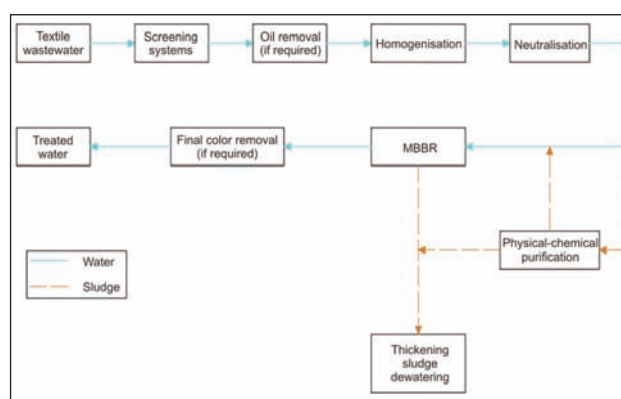 Textile
wastewater
Screening
systems
Oil removal
(if required)
Homogenisation
Neutralisation
Treated
water
Final color removal
(if required)
MBBR
Physical-chemical
purification
Water
Sludge
Thickening
sludge
dewatering